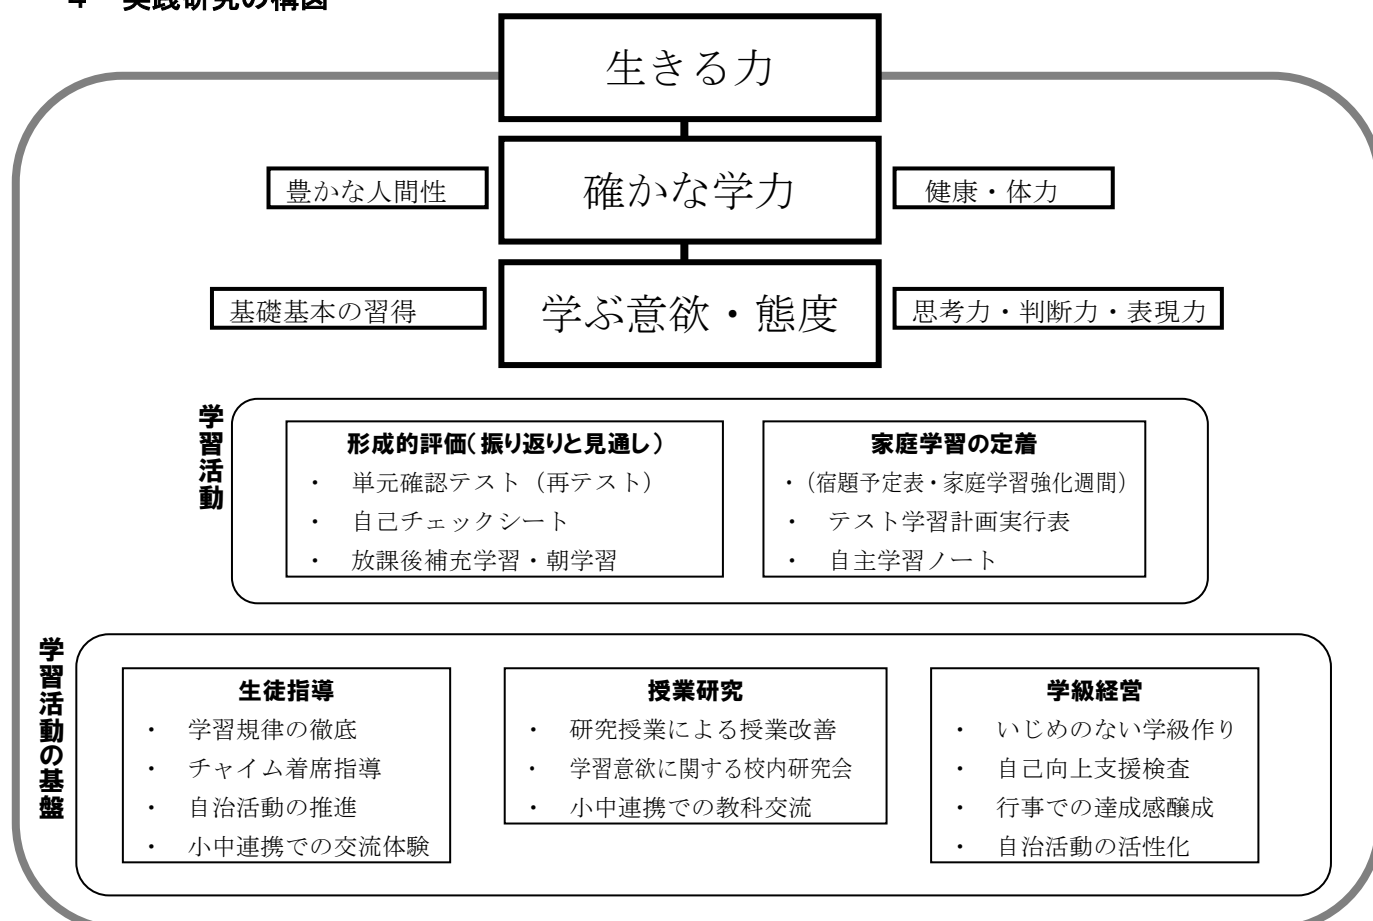 4 実践研究の構図
生きる力
豊かな人間性
確かな学力
健康・体力
基礎基本の習得
学ぶ意欲・態度
思考力・判断力・表現力
学習活動
形成的評価(振り返りと見通し)
・ 単元確認テスト（再テスト）
・ 自己チェックシート
・ 放課後補充学習・朝学習
家庭学習の定着
・（宿題予定表・家庭学習強化週間）
・ テスト学習計画実行表
・ 自主学習ノート
学習活動の基盤
生徒指導
・ 学習規律の徹底
・ チャイム着席指導
・ 自治活動の推進
・ 小中連携での交流体験
授業研究
・ 研究授業による授業改善
・ 学習意欲に関する校内研究会
・ 小中連携での教科交流
学級経営
・ いじめのない学級作り
・ 自己向上支援検査
・ 行事での達成感醸成
・ 自治活動の活性化